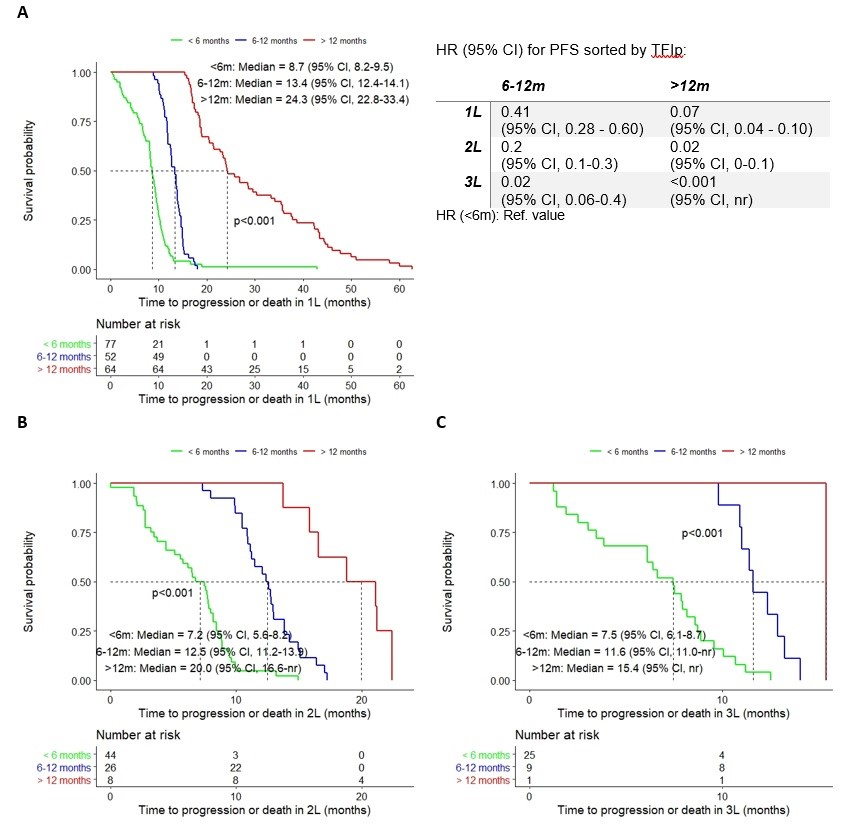 A
< 6 months 6-12 months > 12 months
<6m: Median = 8.7 (95% CI, 8.2-9.5)
6-12m: Median = 13.4 (95% CI, 12.4-14.1)
>12m: Median = 24.3 (95% CI, 22.8-33.4)
Survival probability
1.00
0.75
0.50
0.25
0.00
p<0.001
0 10 20 30 40 50 60
Time to progression or death in 1L (months)
Number at risk
< 6 months 77 21 1 1 1 0 0
6-12 months 52 49 0 0 0 0 0
> 12 months 64 64 43 25 15 5 2
0 10 20 30 40 50 60
Time to progression or death in 1L (months)
HR (95% CI) for PFS sorted by TFIp:
6-12m >12m
1L 0.41 0.07
(95% CI, 0.28 - 0.60) (95% CI, 0.04 - 0.10)
2L 0.2 0.02
(95% CI, 0.1-0.3) (95% CI, 0-0.1)
3L 0.02 <0.001
(95% CI, 0.06-0.4) (95% CI, nr)
HR (<6m): Ref. value
B
< 6 months 6-12 months > 12 months
Survival probability
1.00
0.75
0.50
0.25
0.00
p<0.001
<6m: Median = 7.2 (95% CI, 5.6-8.2)
6-12m: Median = 12.5 (95% CI, 11.2-13.9)
>12m: Median = 20.0 (95% CI, 16.6-nr)
0 10 20
Time to progression or death in 2L (months)
Number at risk
< 6 months 44 3 0
6-12 months 26 22 0
> 12 months 8 8 4
0 10 20
Time to progression or death in 2L (months)
C
< 6 months 6-12 months > 12 months
Survival probability
1.00
0.75
0.50
0.25
0.00
p<0.001
<6m: Median = 7.5 (95% CI, 6.1-8.7)
6-12m: Median = 11.6 (95% CI, 11.0-nr)
>12m: Median = 15.4 (95% CI, nr)
0 10
Time to progression or death in 3L (months)
Number at risk
< 6 months 25 4
6-12 months 9 8
> 12 months 1 1
0 10
Time to progression or death in 3L (months)